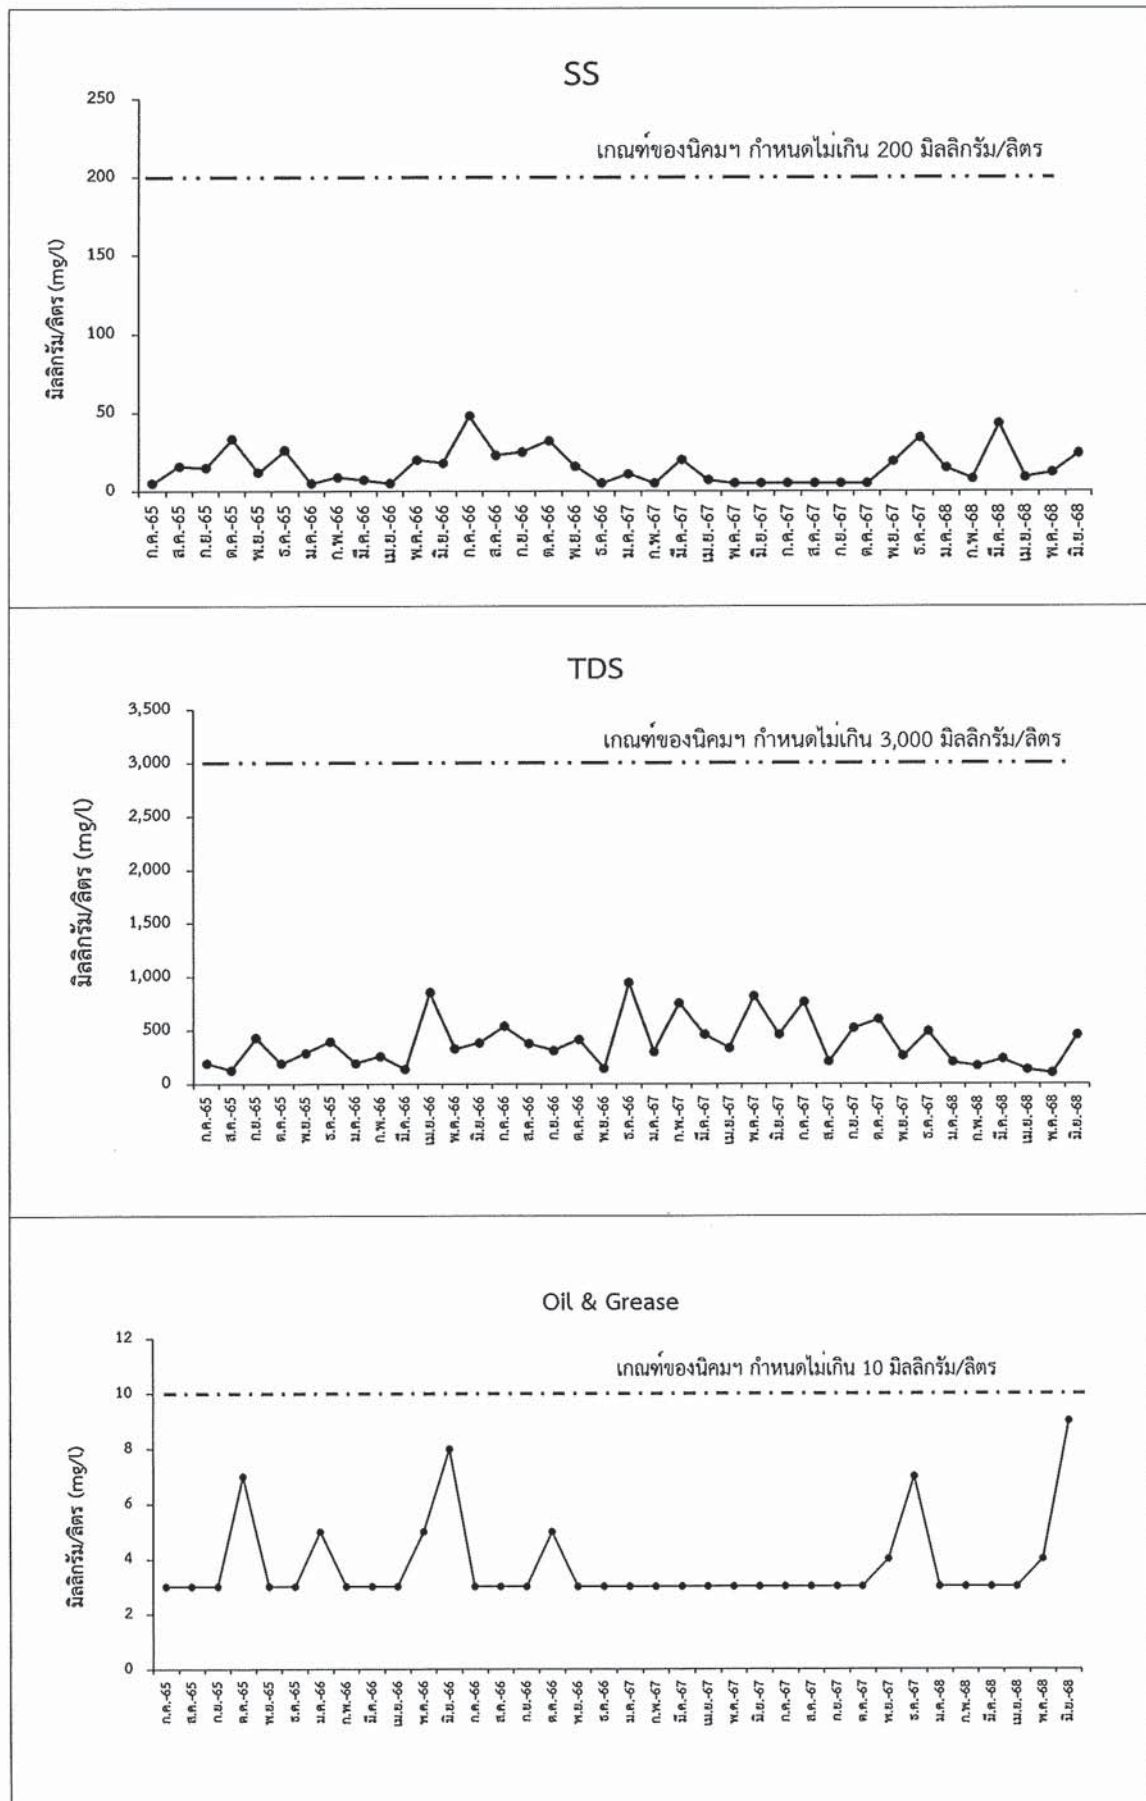 SS
250
เกณฑ์ของนิคมฯ กำหนดไม่เกิน 200 มิลลิกรัม/ลิตร
200
150
100
50
0
มิลลิกรัม/ลิตร (mg/l)
ก.ค.-65 ส.ค.-65 ก.ย.-65 ต.ค.-65 พ.ย.-65 ธ.ค.-65 ม.ค.-66 ก.พ.-66 มี.ค.-66 เม.ย.-66 พ.ค.-66 มิ.ย.-66 ก.ค.-66 ส.ค.-66 ก.ย.-66 ต.ค.-66 พ.ย.-66 ธ.ค.-66 ม.ค.-67 ก.พ.-67 มี.ค.-67 เม.ย.-67 พ.ค.-67 มิ.ย.-67 ก.ค.-67 ส.ค.-67 ก.ย.-67 ต.ค.-67 พ.ย.-67 ธ.ค.-67 ม.ค.-68 ก.พ.-68 มี.ค.-68 เม.ย.-68 พ.ค.-68 มิ.ย.-68
TDS
3,500
เกณฑ์ของนิคมฯ กำหนดไม่เกิน 3,000 มิลลิกรัม/ลิตร
3,000
2,500
2,000
1,500
1,000
500
0
มิลลิกรัม/ลิตร (mg/l)
ก.ค.-65 ส.ค.-65 ก.ย.-65 ต.ค.-65 พ.ย.-65 ธ.ค.-65 ม.ค.-66 ก.พ.-66 มี.ค.-66 เม.ย.-66 พ.ค.-66 มิ.ย.-66 ก.ค.-66 ส.ค.-66 ก.ย.-66 ต.ค.-66 พ.ย.-66 ธ.ค.-66 ม.ค.-67 ก.พ.-67 มี.ค.-67 เม.ย.-67 พ.ค.-67 มิ.ย.-67 ก.ค.-67 ส.ค.-67 ก.ย.-67 ต.ค.-67 พ.ย.-67 ธ.ค.-67 ม.ค.-68 ก.พ.-68 มี.ค.-68 เม.ย.-68 พ.ค.-68 มิ.ย.-68
Oil & Grease
12
เกณฑ์ของนิคมฯ กำหนดไม่เกิน 10 มิลลิกรัม/ลิตร
10
8
6
4
2
0
มิลลิกรัม/ลิตร (mg/l)
ก.ค.-65 ส.ค.-65 ก.ย.-65 ต.ค.-65 พ.ย.-65 ธ.ค.-65 ม.ค.-66 ก.พ.-66 มี.ค.-66 เม.ย.-66 พ.ค.-66 มิ.ย.-66 ก.ค.-66 ส.ค.-66 ก.ย.-66 ต.ค.-66 พ.ย.-66 ธ.ค.-66 ม.ค.-67 ก.พ.-67 มี.ค.-67 เม.ย.-67 พ.ค.-67 มิ.ย.-67 ก.ค.-67 ส.ค.-67 ก.ย.-67 ต.ค.-67 พ.ย.-67 ธ.ค.-67 ม.ค.-68 ก.พ.-68 มี.ค.-68 เม.ย.-68 พ.ค.-68 มิ.ย.-68